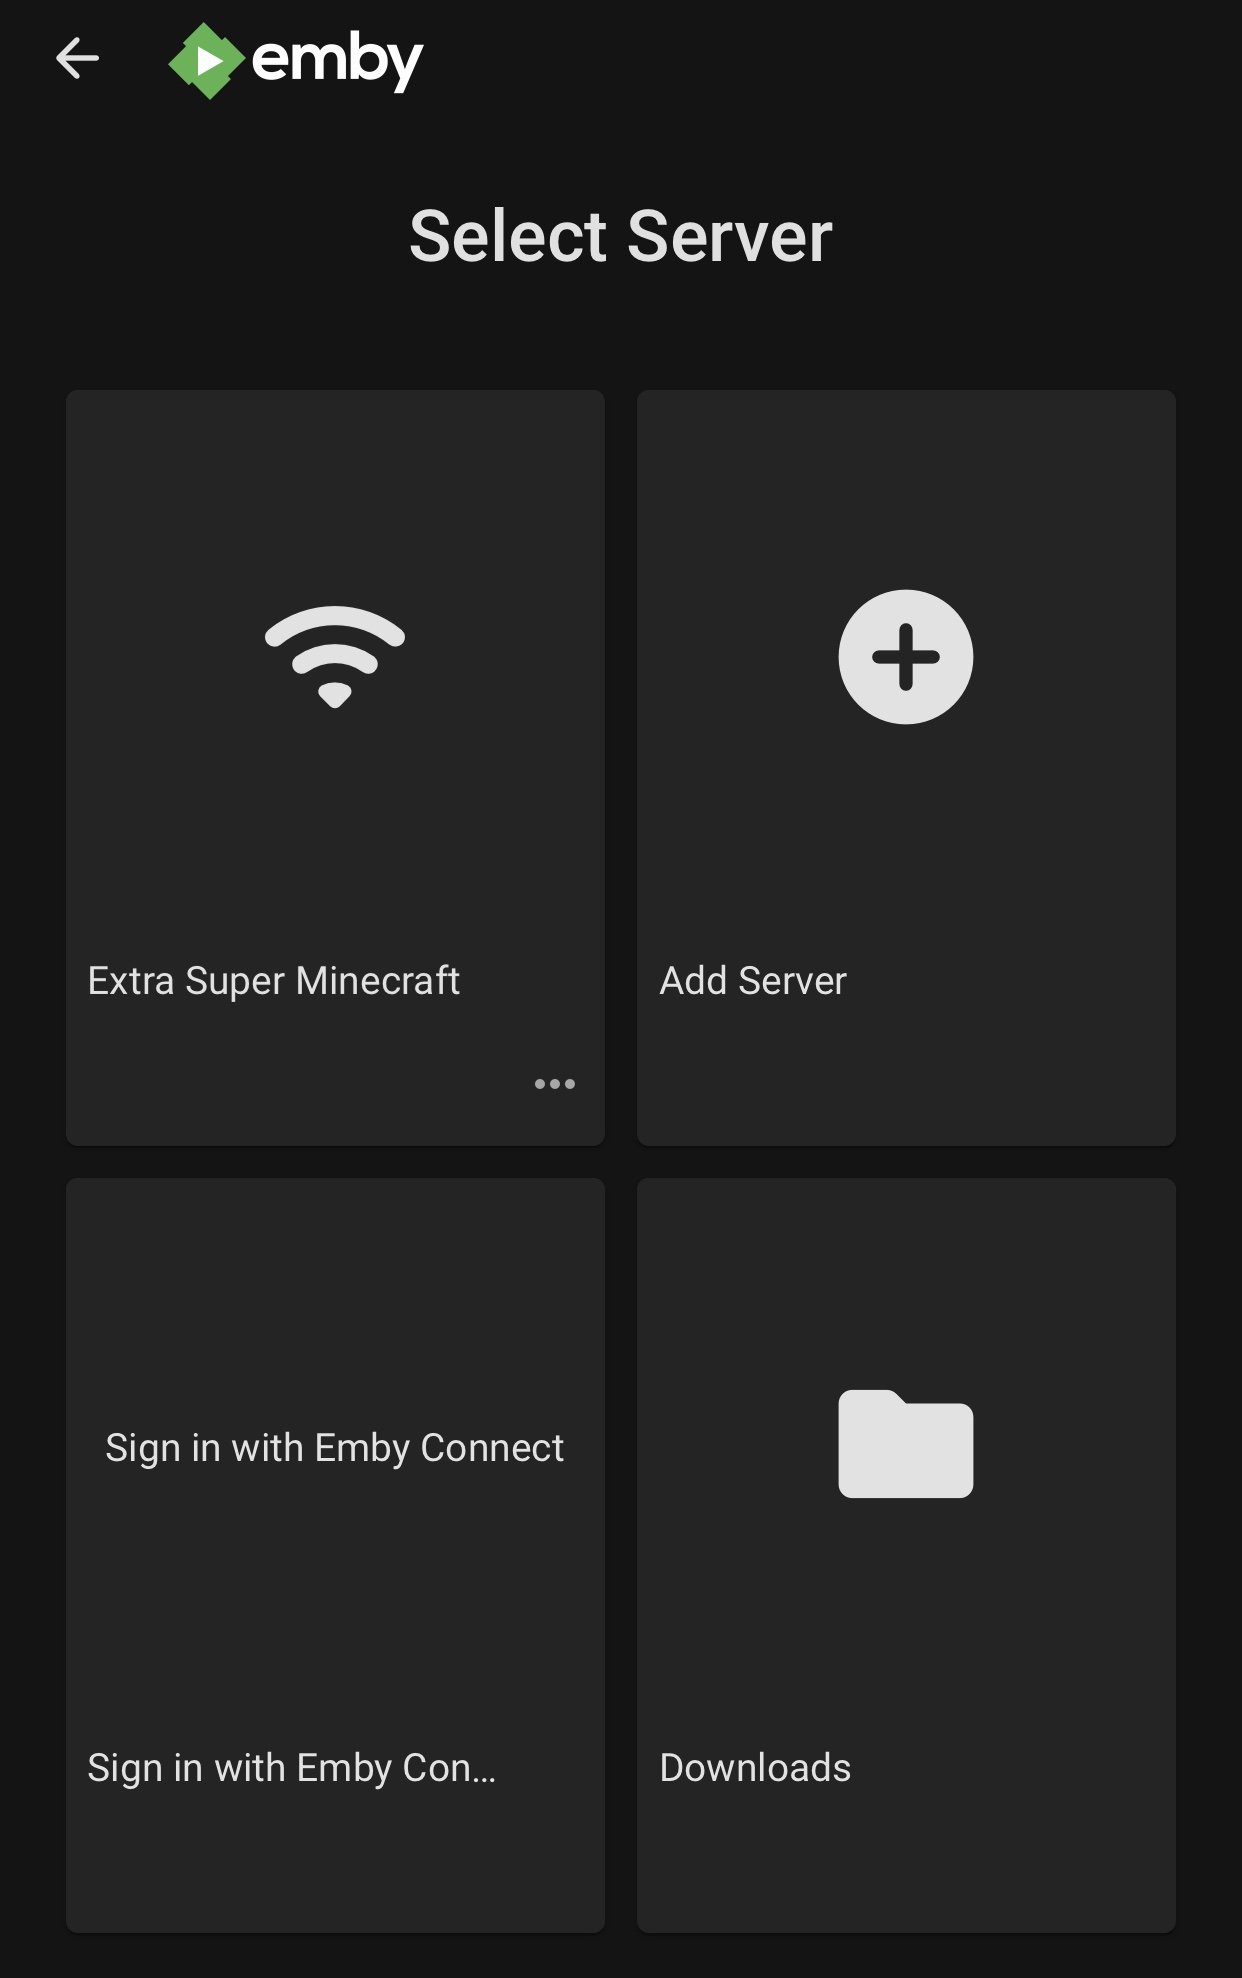 emby
Select Server
Extra Super Minecraft
Add Server
Sign in with Emby Connect
Sign in with Emby Con...
Downloads